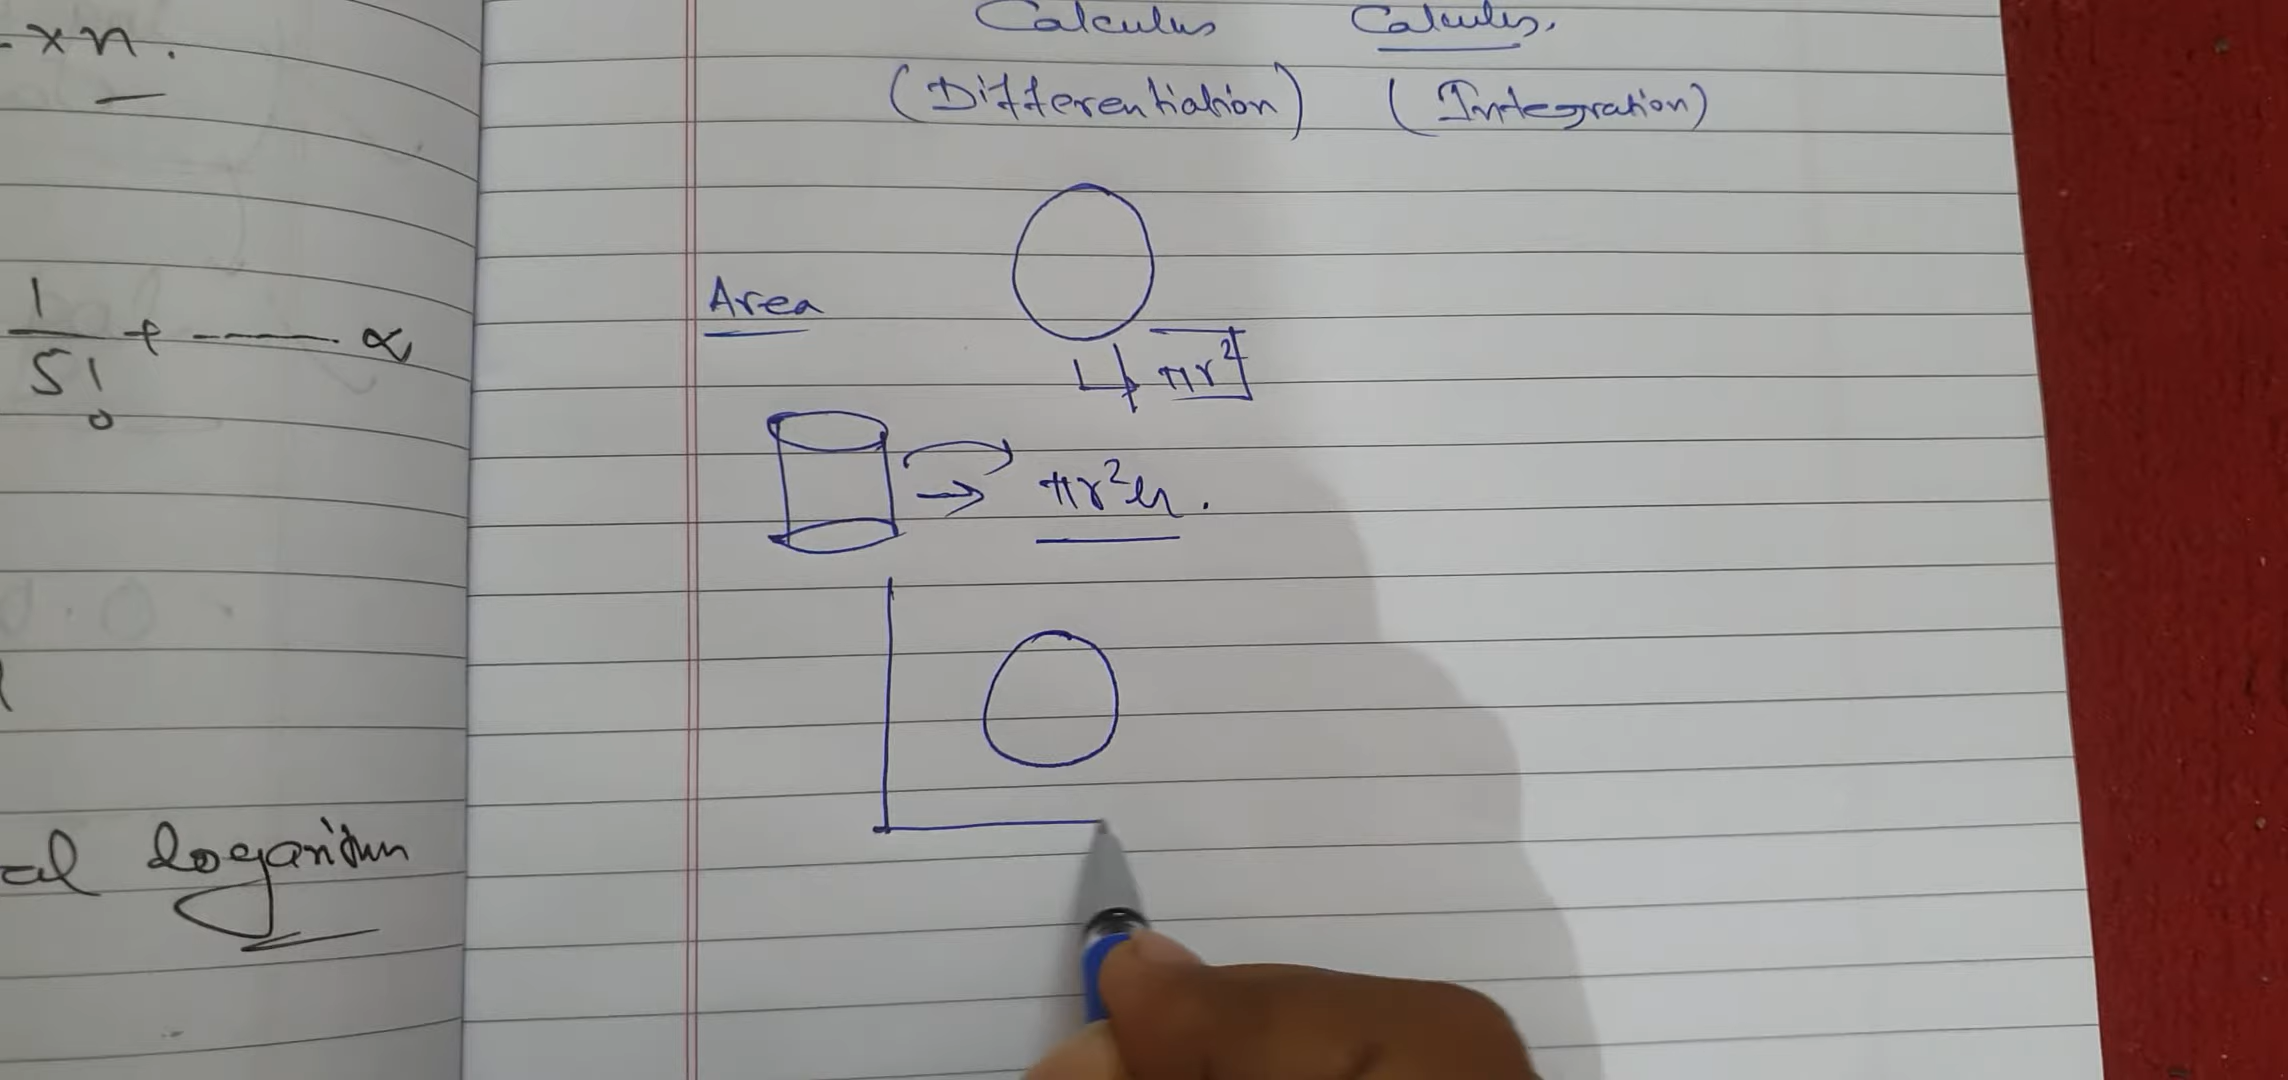 xn.
1/5! + ——— ∝
al logarithm
Calculus Calculus.
(Differentiation) (Integration)
Area
πr²
→ πr²h.